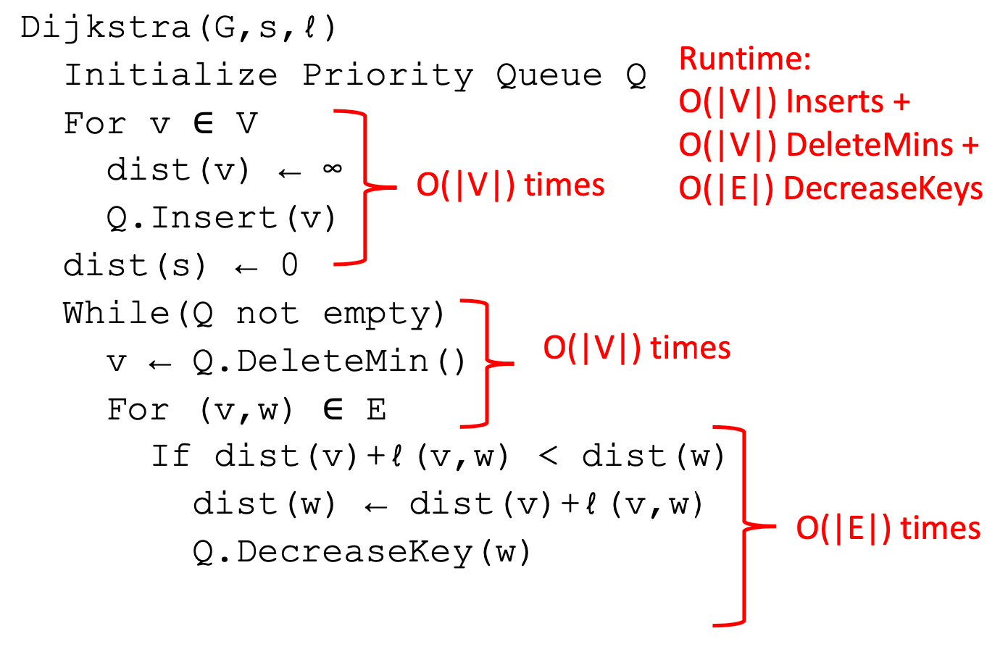 Dijkstra(G,s,ℓ)
Initialize Priority Queue Q
For v ∈ V
dist(v) ← ∞
Q.Insert(v)
dist(s) ← 0
While(Q not empty)
v ← Q.DeleteMin()
For (v,w) ∈ E
If dist(v)+ℓ(v,w) < dist(w)
dist(w) ← dist(v)+ℓ(v,w)
Q.DecreaseKey(w)
O(|V|) times
O(|V|) times
O(|E|) times
Runtime:
O(|V|) Inserts +
O(|V|) DeleteMins +
O(|E|) DecreaseKeys